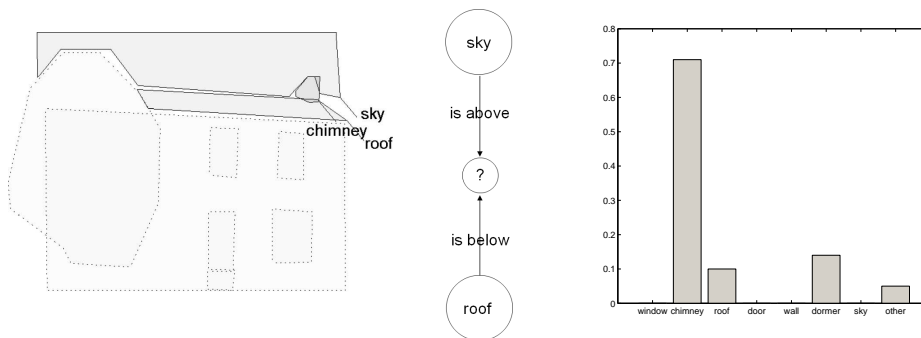 sky
chimney
roof
sky
is above
?
is below
roof
0.8
0.7
0.6
0.5
0.4
0.3
0.2
0.1
0
window chimney roof door wall dormer sky other